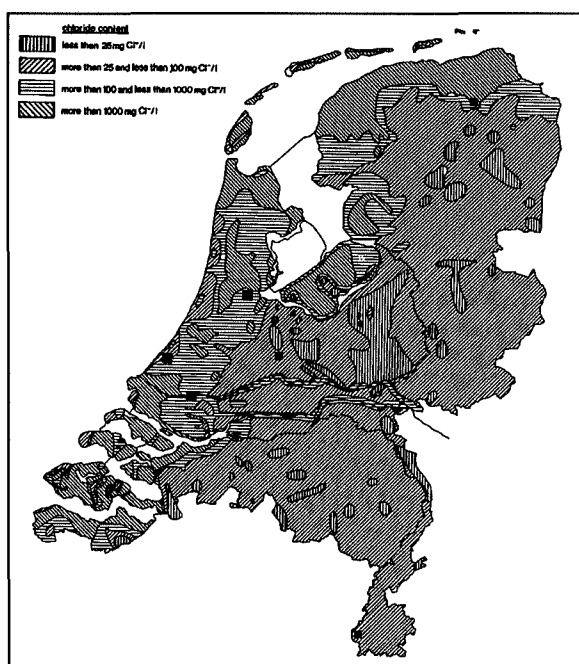 chloride content
less than 25 mg Cl⁻/l
more than 25 and less than 100 mg Cl⁻/l
more than 100 and less than 1000 mg Cl⁻/l
more than 1000 mg Cl⁻/l